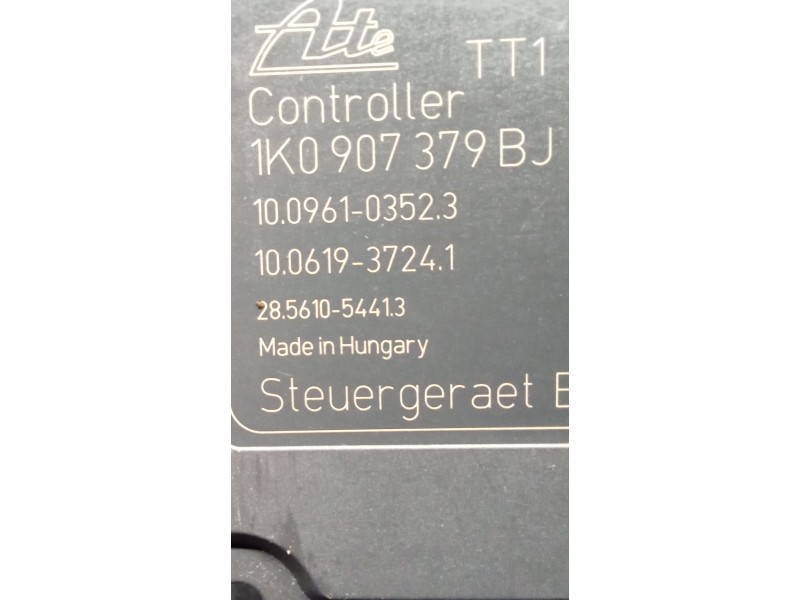 Ate TT1
Controller
1K0 907 379 BJ
10.0961-0352.3
10.0619-3724.1
28.5610-5441.3
Made in Hungary
Steuergeraet E